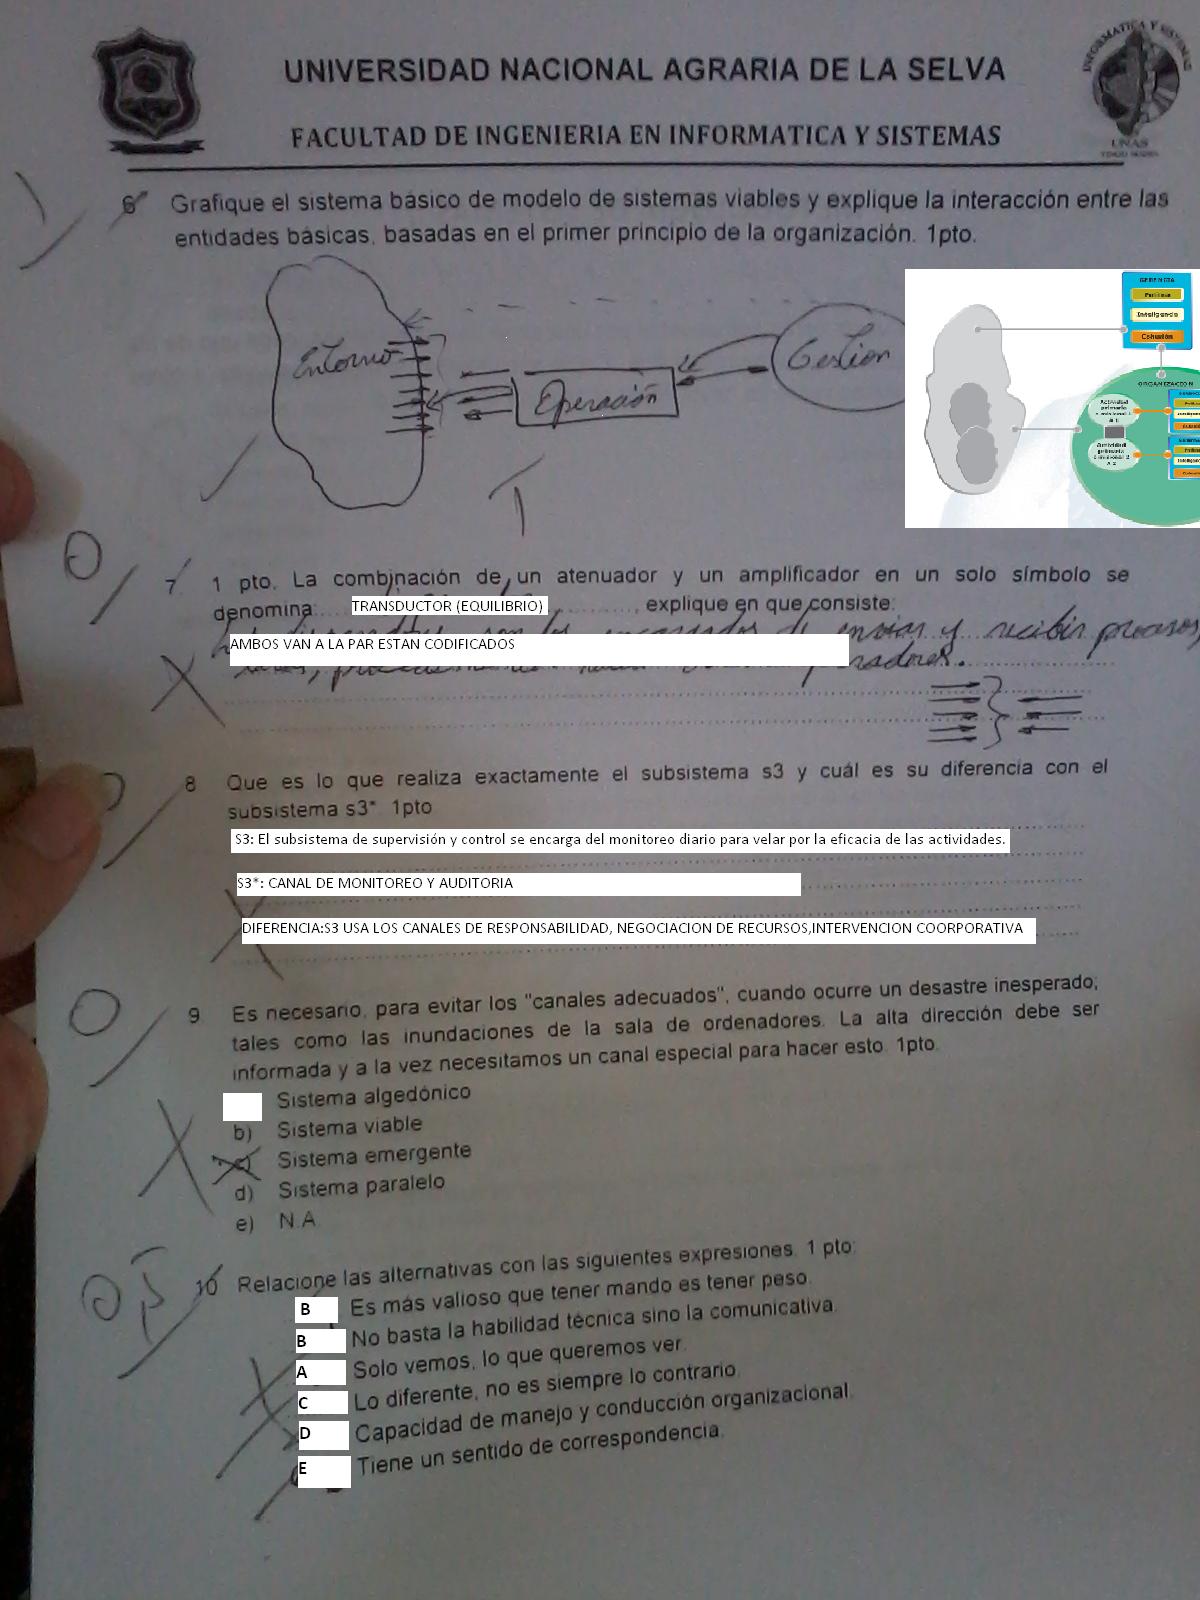 UNIVERSIDAD NACIONAL AGRARIA DE LA SELVA
FACULTAD DE INGENIERIA EN INFORMATICA Y SISTEMAS
INFORMATICA Y SISTEMAS
UNAS
6 Grafique el sistema básico de modelo de sistemas viables y explique la interacción entre las
entidades básicas, basadas en el primer principio de la organización. 1pto.
Entorno
Operación
Gestion
GERENCIA
Políticas
Inteligencia
Cohesión
ORGANIZACION
Actividad
primaria
Actividad
primaria
0
7. 1 pto. La combinación de un atenuador y un amplificador en un solo símbolo se
denomina: TRANSDUCTOR (EQUILIBRIO) , explique en que consiste:
enviar y recibir procesos,
AMBOS VAN A LA PAR ESTAN CODIFICADOS
8 Que es lo que realiza exactamente el subsistema s3 y cuál es su diferencia con el
subsistema s3* 1pto
S3: El subsistema de supervisión y control se encarga del monitoreo diario para velar por la eficacia de las actividades.
S3*: CANAL DE MONITOREO Y AUDITORIA
DIFERENCIA:S3 USA LOS CANALES DE RESPONSABILIDAD, NEGOCIACION DE RECURSOS,INTERVENCION COORPORATIVA
0
9 Es necesario, para evitar los "canales adecuados", cuando ocurre un desastre inesperado;
tales como las inundaciones de la sala de ordenadores. La alta dirección debe ser
informada y a la vez necesitamos un canal especial para hacer esto. 1pto.
Sistema algedónico
b) Sistema viable
c) Sistema emergente
d) Sistema paralelo
e) N.A
0
10 Relacione las alternativas con las siguientes expresiones. 1 pto:
B Es más valioso que tener mando es tener peso.
B No basta la habilidad técnica sino la comunicativa.
A Solo vemos, lo que queremos ver.
C Lo diferente, no es siempre lo contrario.
D Capacidad de manejo y conducción organizacional.
E Tiene un sentido de correspondencia.